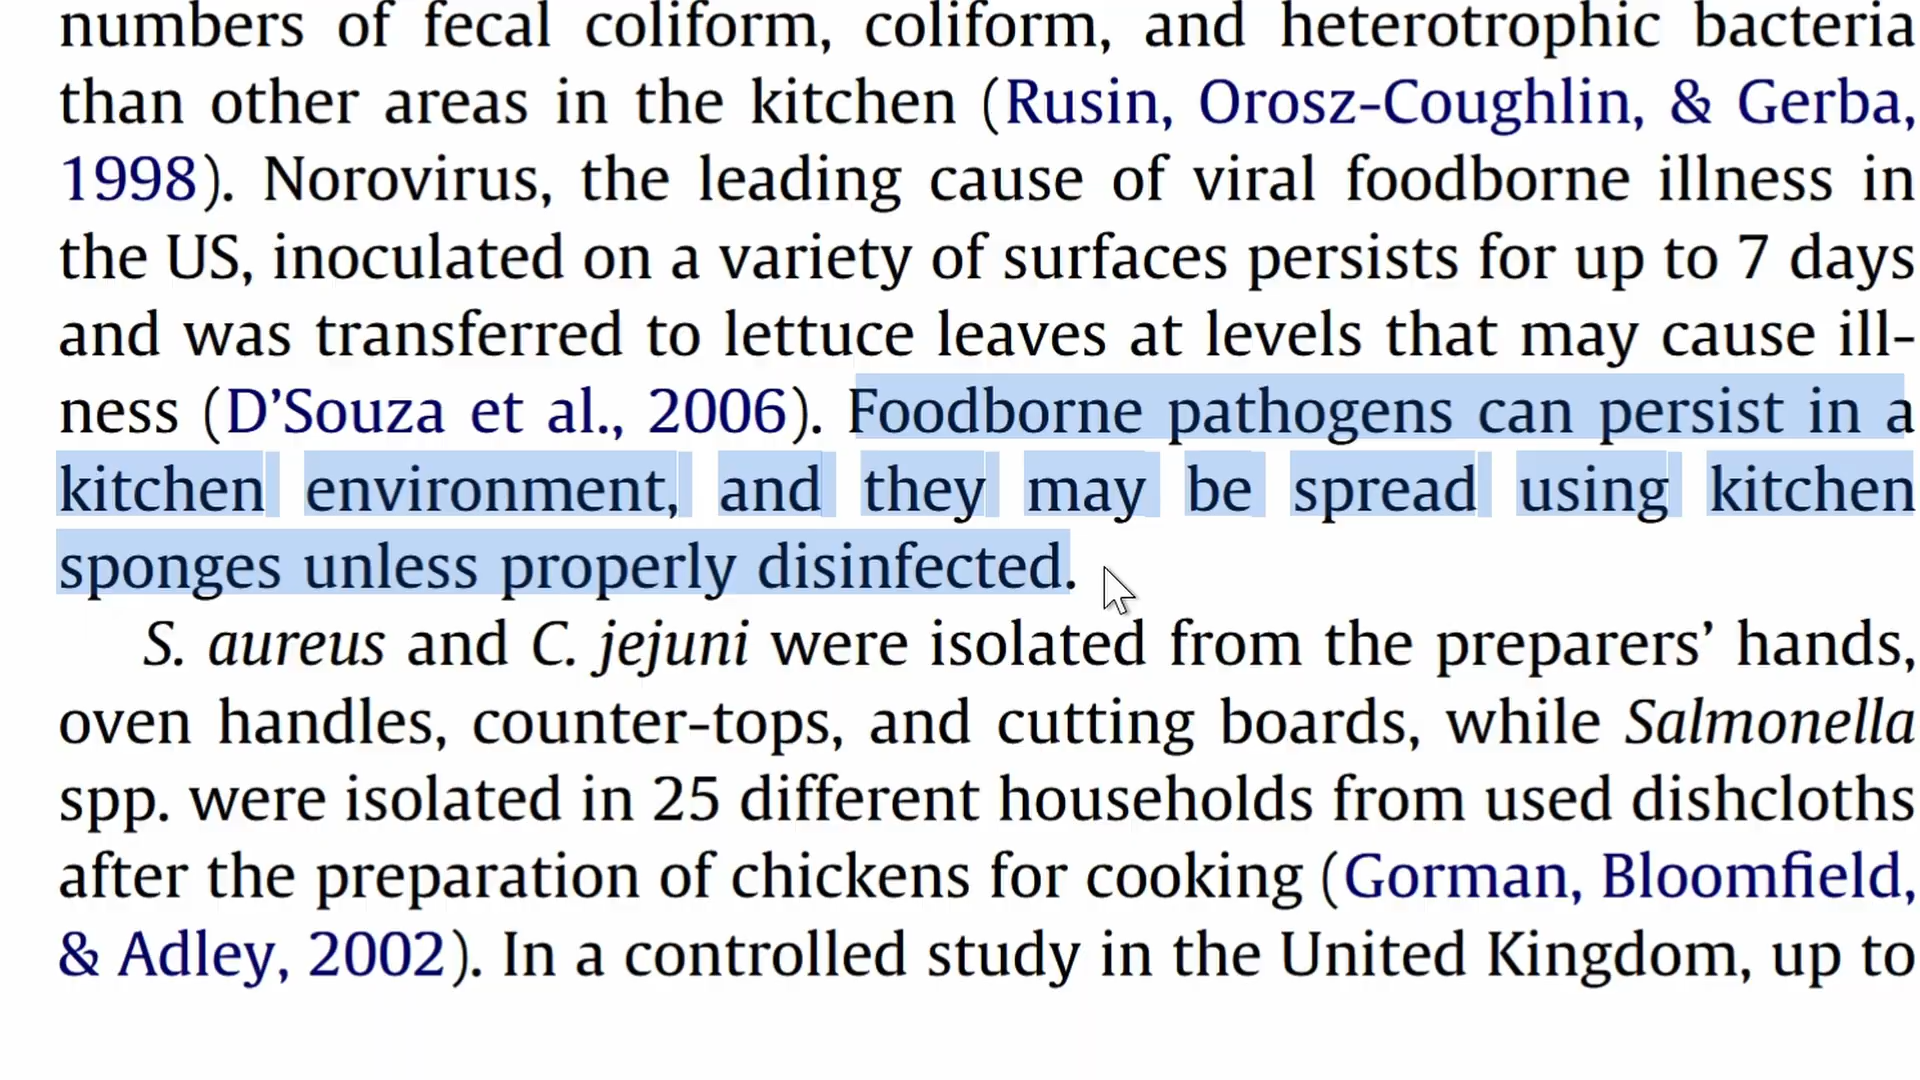 numbers of fecal coliform, coliform, and heterotrophic bacteria
than other areas in the kitchen (Rusin, Orosz-Coughlin, & Gerba,
1998). Norovirus, the leading cause of viral foodborne illness in
the US, inoculated on a variety of surfaces persists for up to 7 days
and was transferred to lettuce leaves at levels that may cause ill-
ness (D’Souza et al., 2006). Foodborne pathogens can persist in a
kitchen environment, and they may be spread using kitchen
sponges unless properly disinfected.
S. aureus and C. jejuni were isolated from the preparers’ hands,
oven handles, counter-tops, and cutting boards, while Salmonella
spp. were isolated in 25 different households from used dishcloths
after the preparation of chickens for cooking (Gorman, Bloomfield,
& Adley, 2002). In a controlled study in the United Kingdom, up to